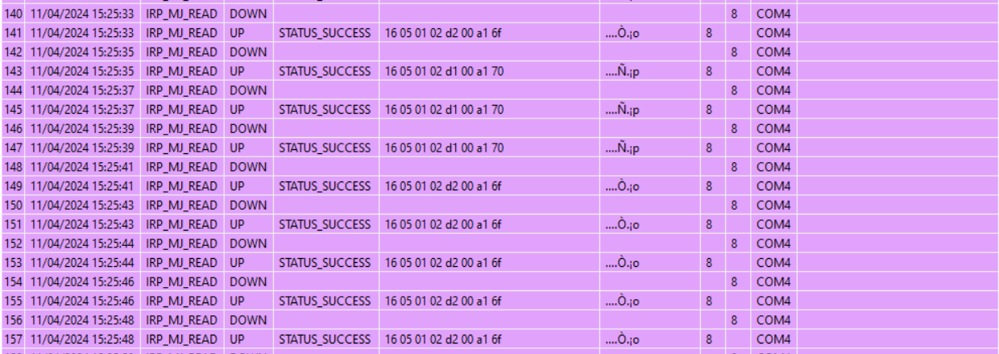 140 11/04/2024 15:25:33 IRP_MJ_READ DOWN 8 COM4
141 11/04/2024 15:25:33 IRP_MJ_READ UP STATUS_SUCCESS 16 05 01 02 d2 00 a1 6f ....Ò.¡o 8 COM4
142 11/04/2024 15:25:35 IRP_MJ_READ DOWN 8 COM4
143 11/04/2024 15:25:35 IRP_MJ_READ UP STATUS_SUCCESS 16 05 01 02 d1 00 a1 70 ....Ñ.¡p 8 COM4
144 11/04/2024 15:25:37 IRP_MJ_READ DOWN 8 COM4
145 11/04/2024 15:25:37 IRP_MJ_READ UP STATUS_SUCCESS 16 05 01 02 d1 00 a1 70 ....Ñ.¡p 8 COM4
146 11/04/2024 15:25:39 IRP_MJ_READ DOWN 8 COM4
147 11/04/2024 15:25:39 IRP_MJ_READ UP STATUS_SUCCESS 16 05 01 02 d1 00 a1 70 ....Ñ.¡p 8 COM4
148 11/04/2024 15:25:41 IRP_MJ_READ DOWN 8 COM4
149 11/04/2024 15:25:41 IRP_MJ_READ UP STATUS_SUCCESS 16 05 01 02 d2 00 a1 6f ....Ò.¡o 8 COM4
150 11/04/2024 15:25:43 IRP_MJ_READ DOWN 8 COM4
151 11/04/2024 15:25:43 IRP_MJ_READ UP STATUS_SUCCESS 16 05 01 02 d2 00 a1 6f ....Ò.¡o 8 COM4
152 11/04/2024 15:25:44 IRP_MJ_READ DOWN 8 COM4
153 11/04/2024 15:25:44 IRP_MJ_READ UP STATUS_SUCCESS 16 05 01 02 d2 00 a1 6f ....Ò.¡o 8 COM4
154 11/04/2024 15:25:46 IRP_MJ_READ DOWN 8 COM4
155 11/04/2024 15:25:46 IRP_MJ_READ UP STATUS_SUCCESS 16 05 01 02 d2 00 a1 6f ....Ò.¡o 8 COM4
156 11/04/2024 15:25:48 IRP_MJ_READ DOWN 8 COM4
157 11/04/2024 15:25:48 IRP_MJ_READ UP STATUS_SUCCESS 16 05 01 02 d2 00 a1 6f ....Ò.¡o 8 COM4